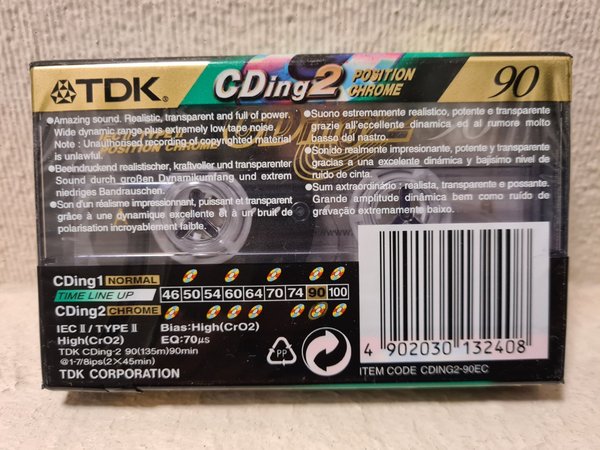 TDK CDing2 POSITION CHROME 90
●Amazing sound. Realistic, transparent and full of power.
Wide dynamic range plus extremely low tape noise.
Note : Unauthorised recording of copyrighted material
is unlawful.
●Beeindruckend realistischer, kraftvoller und transparenter
Sound durch großen Dynamikumfang und extrem
niedriges Bandrauschen.
●Son d'un réalisme impressionnant, puissant et transparent
grâce à une dynamique excellente et à un bruit de
polarisation incroyablement faible.
●Suono estremamente realistico, potente e transparente
grazie all'eccellente dinamica ed al rumore molto
basso del nastro.
●Sonido realmente impresionante, potente y transparente
gracias a una excelente dinámica y bajísimo nivel de
ruido de cinta.
●Sum axtraordinàrio : realista, transparente e possante.
Grande amplitude dinâmica bem como ruído de
gravação extremamente baixo.
POSITION CHROME
CDing1 NORMAL
TIME LINE UP 46 50 54 60 64 70 74 90 100
CDing2 CHROME
IEC II/TYPE II Bias:High(CrO2)
High(CrO2) EQ:70μs
TDK CDing-2 90(135m)90min
@1-7/8ips(2×45min)
TDK CORPORATION
PP
4 902030 132408
ITEM CODE CDING2-90EC